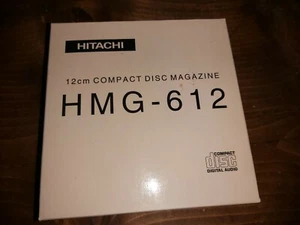 HITACHI
12cm COMPACT DISC MAGAZINE
HMG-612
COMPACT
disc
DIGITAL AUDIO